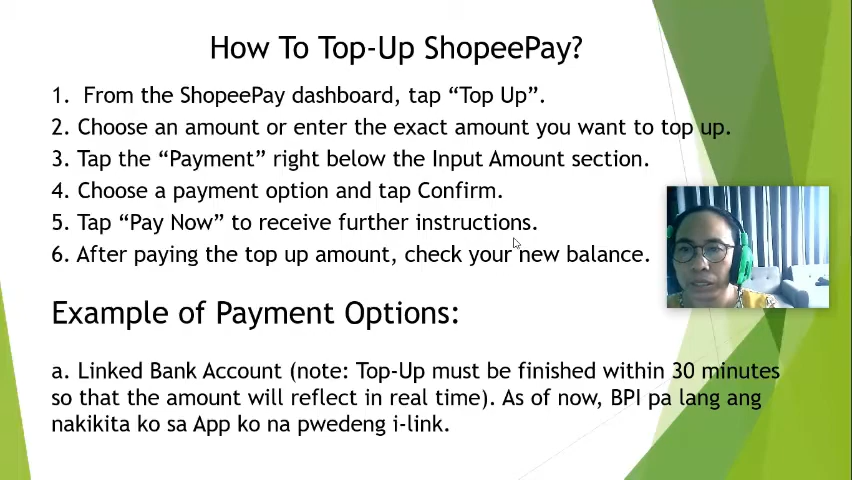 How To Top-Up ShopeePay?
1. From the ShopeePay dashboard, tap “Top Up”.
2. Choose an amount or enter the exact amount you want to top up.
3. Tap the “Payment” right below the Input Amount section.
4. Choose a payment option and tap Confirm.
5. Tap “Pay Now” to receive further instructions.
6. After paying the top up amount, check your new balance.
Example of Payment Options:
a. Linked Bank Account (note: Top-Up must be finished within 30 minutes
so that the amount will reflect in real time). As of now, BPI pa lang ang
nakikita ko sa App ko na pwedeng i-link.